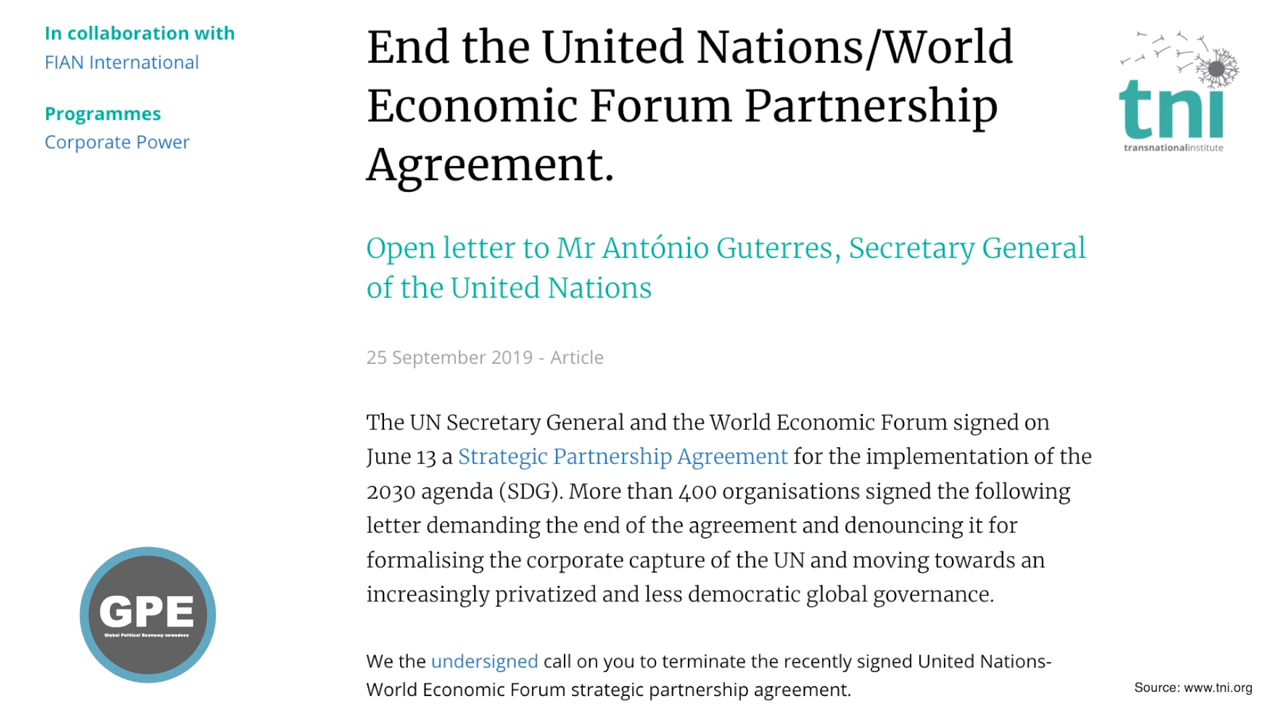 In collaboration with
FIAN International
Programmes
Corporate Power
End the United Nations/World
Economic Forum Partnership
Agreement.
tni
transnationalinstitute
Open letter to Mr António Guterres, Secretary General
of the United Nations
25 September 2019 - Article
The UN Secretary General and the World Economic Forum signed on
June 13 a Strategic Partnership Agreement for the implementation of the
2030 agenda (SDG). More than 400 organisations signed the following
letter demanding the end of the agreement and denouncing it for
formalising the corporate capture of the UN and moving towards an
increasingly privatized and less democratic global governance.
GPE
Global Political Economy newsdocs
We the undersigned call on you to terminate the recently signed United Nations-
World Economic Forum strategic partnership agreement.
Source: www.tni.org